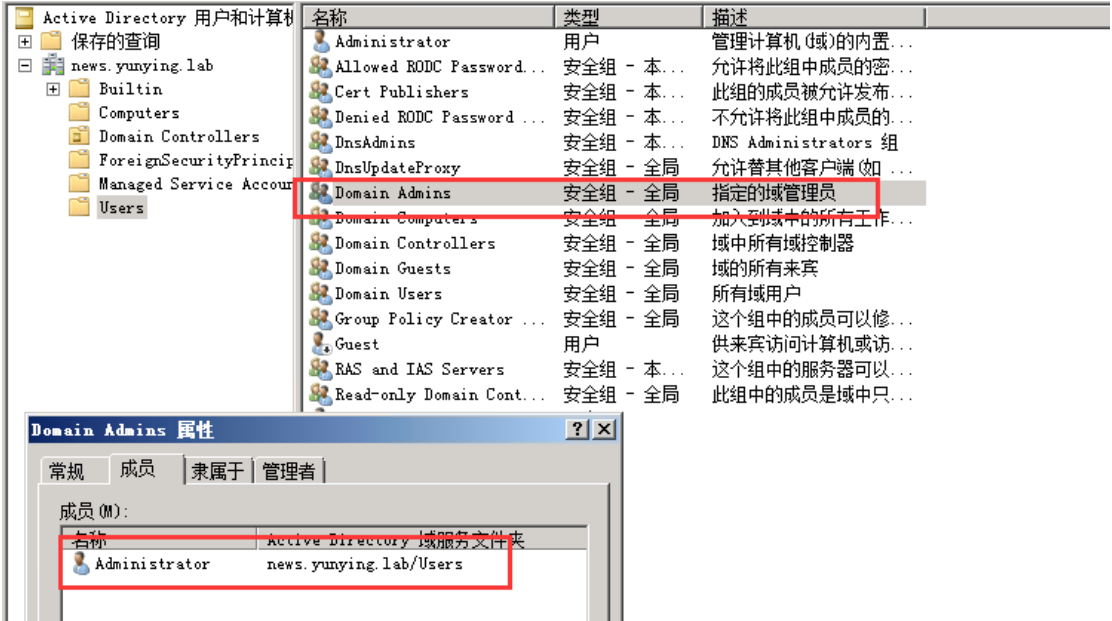 Active Directory 用户和计算机
保存的查询
news.yunying.lab
Builtin
Computers
Domain Controllers
ForeignSecurityPrincip
Managed Service Accoun
Users
名称 类型 描述
Administrator 用户 管理计算机(域)的内置...
Allowed RODC Password... 安全组 - 本... 允许将此组中成员的密...
Cert Publishers 安全组 - 本... 此组的成员被允许发布...
Denied RODC Password ... 安全组 - 本... 不允许将此组中成员的...
DnsAdmins 安全组 - 本... DNS Administrators 组
DnsUpdateProxy 安全组 - 全局 允许替其他客户端(如 ...
Domain Admins 安全组 - 全局 指定的域管理员
Domain Computers 安全组 - 全局 加入到域中的所有工作...
Domain Controllers 安全组 - 全局 域中所有域控制器
Domain Guests 安全组 - 全局 域的所有来宾
Domain Users 安全组 - 全局 所有域用户
Group Policy Creator ... 安全组 - 全局 这个组中的成员可以修...
Guest 用户 供来宾访问计算机或访...
RAS and IAS Servers 安全组 - 本... 这个组中的服务器可以...
Read-only Domain Cont... 安全组 - 全局 此组中的成员是域中只...
Domain Admins 属性
常规 成员 隶属于 管理者
成员(M):
名称 Active Directory 域服务文件夹
Administrator news.yunying.lab/Users